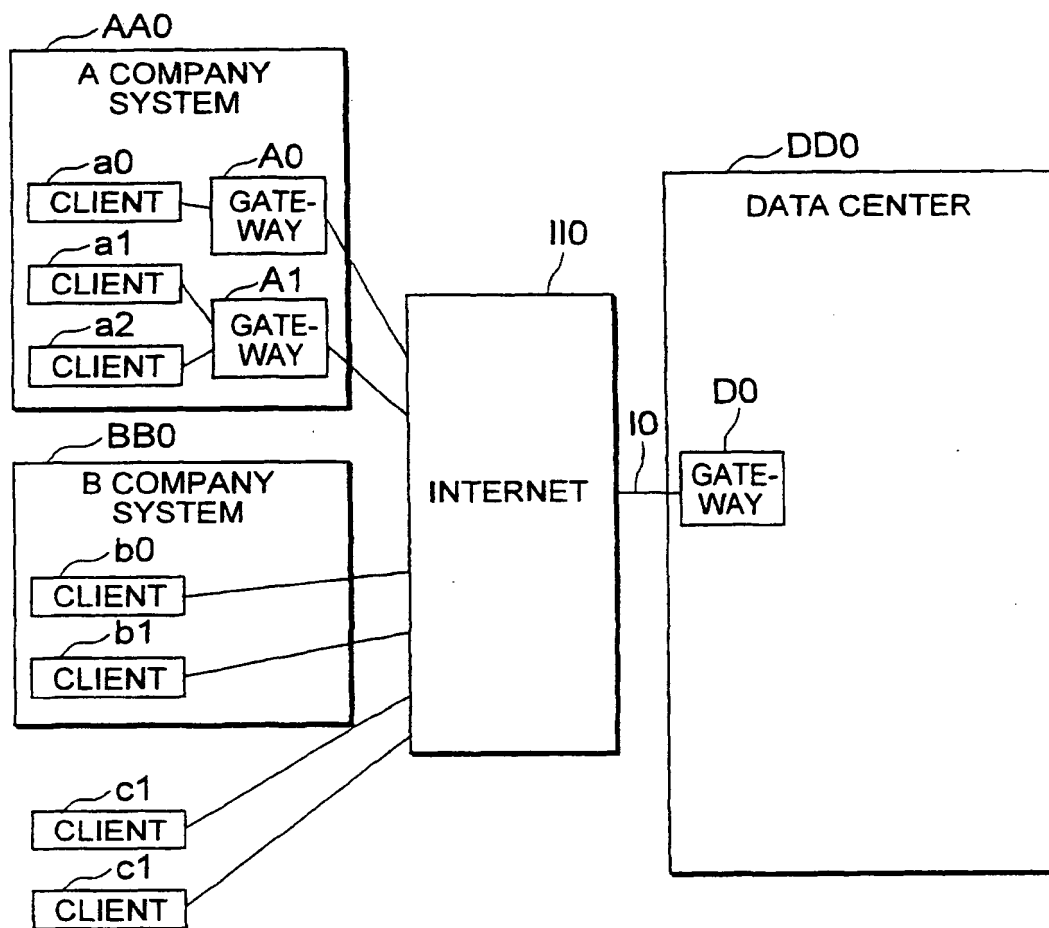 AA0
A COMPANY
SYSTEM
a0
CLIENT
A0
GATE-
WAY
a1
CLIENT
A1
GATE-
WAY
a2
CLIENT
BB0
B COMPANY
SYSTEM
b0
CLIENT
b1
CLIENT
c1
CLIENT
c1
CLIENT
II0
INTERNET
I0
DD0
DATA CENTER
D0
GATE-
WAY